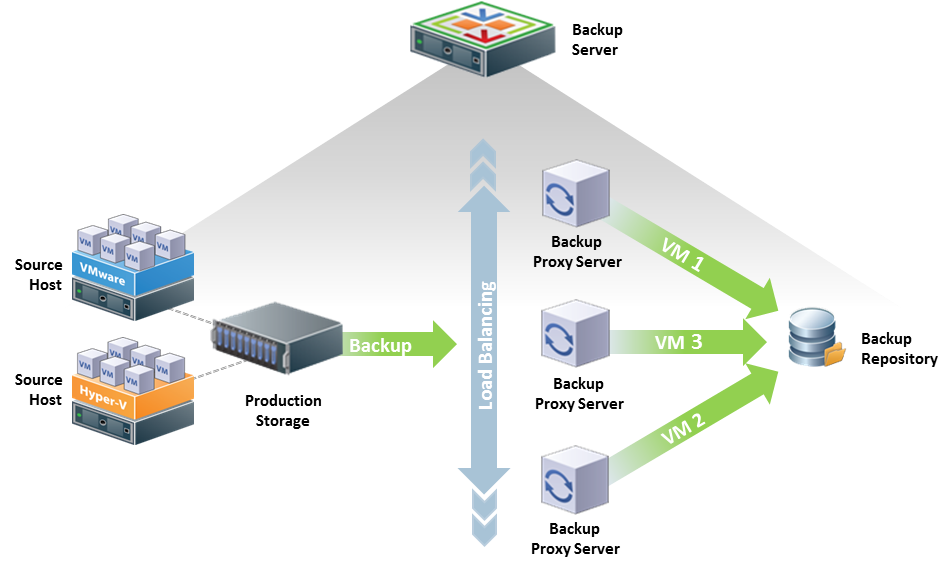 Backup
Server
VM
VM
VM
VM
VM
VM
VMware
Source
Host
VM
VM
VM
VM
VM
VM
Hyper-V
Source
Host
Production
Storage
Backup
Load Balancing
Backup
Proxy Server
VM 1
Backup
Proxy Server
VM 3
Backup
Proxy Server
VM 2
Backup
Repository